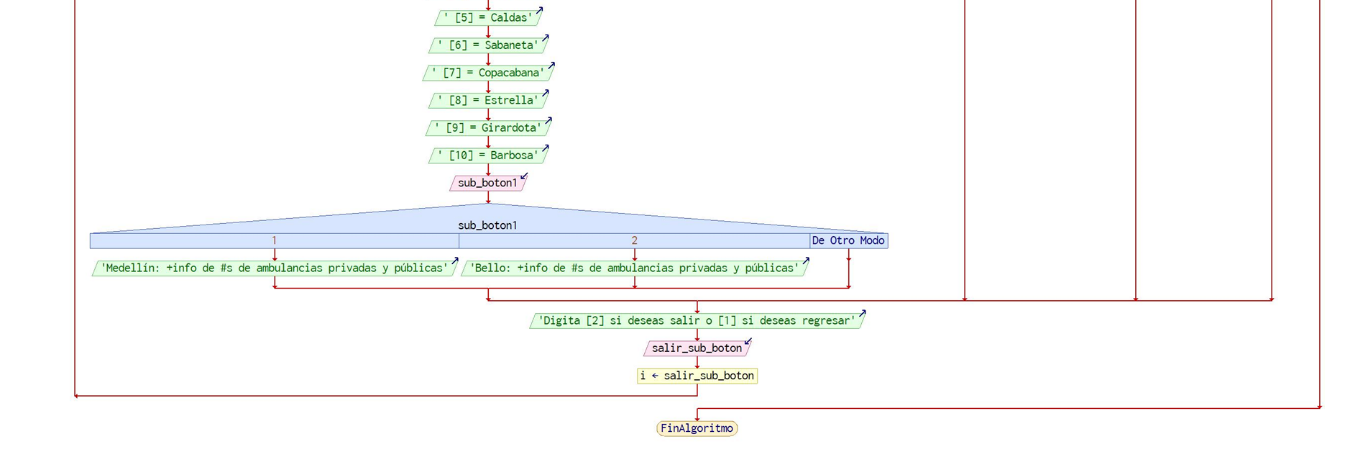 ' [5] = Caldas'
' [6] = Sabaneta'
' [7] = Copacabana'
' [8] = Estrella'
' [9] = Girardota'
' [10] = Barbosa'
sub_boton1
sub_boton1
1 2 De Otro Modo
'Medellín: +info de #s de ambulancias privadas y públicas' 'Bello: +info de #s de ambulancias privadas y públicas'
'Digita [2] si deseas salir o [1] si deseas regresar'
salir_sub_boton
i ← salir_sub_boton
FinAlgoritmo